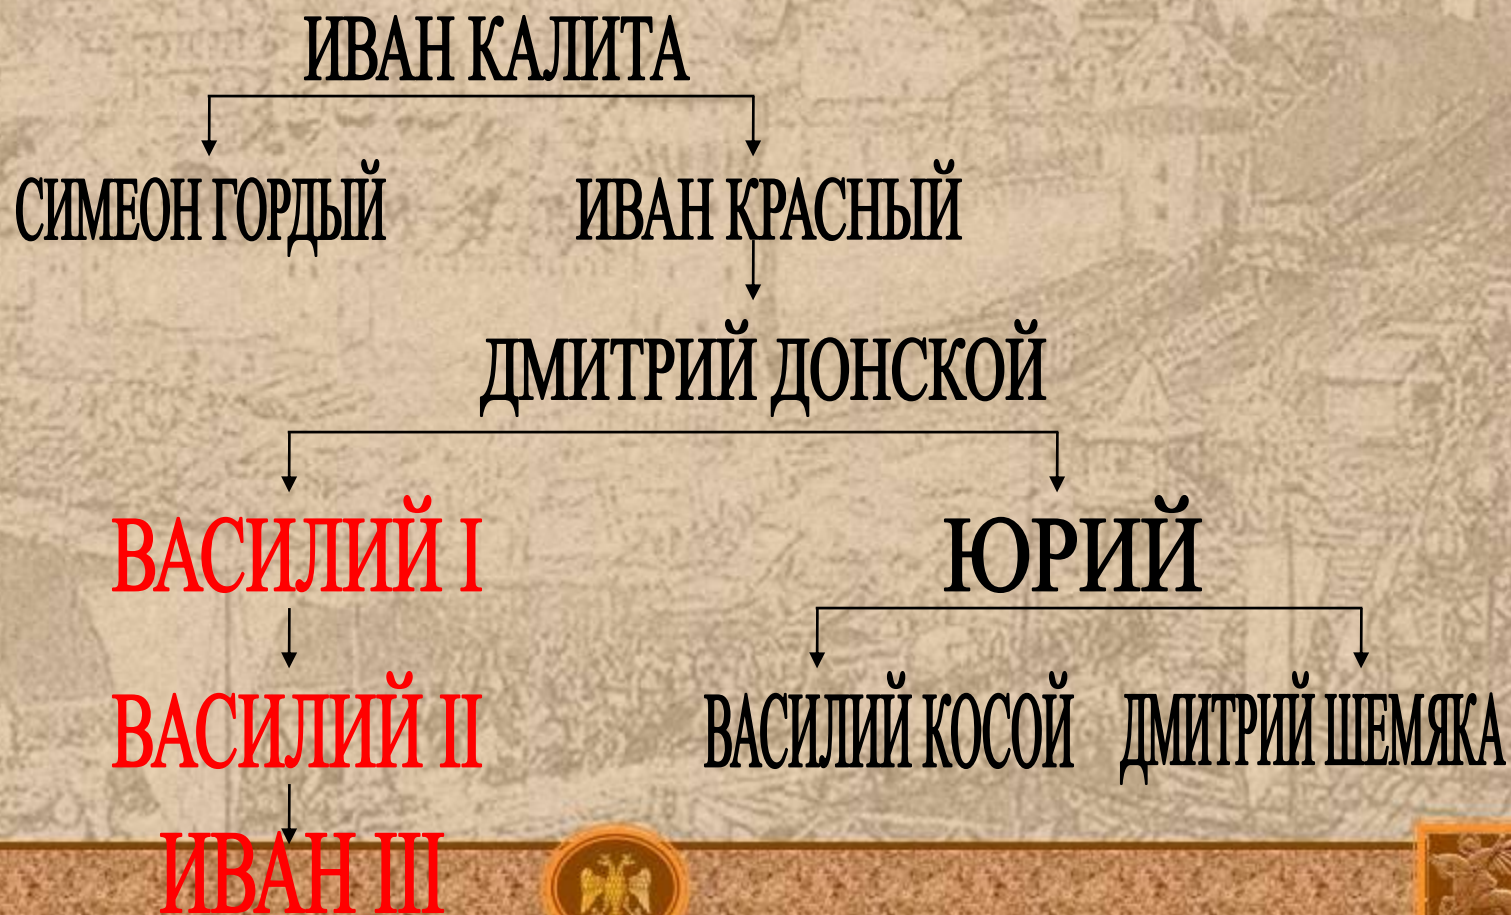 ИВАН КАЛИТА
СИМЕОН ГОРДЫЙ ИВАН КРАСНЫЙ
ДМИТРИЙ ДОНСКОЙ
ВАСИЛИЙ I ЮРИЙ
ВАСИЛИЙ II ВАСИЛИЙ КОСОЙ ДМИТРИЙ ШЕМЯКА
ИВАН III